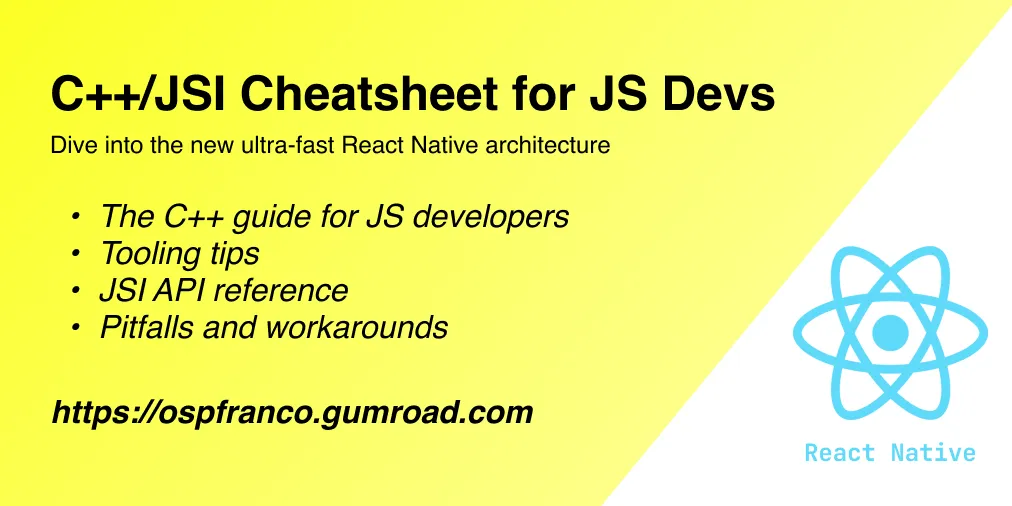 C++/JSI Cheatsheet for JS Devs
Dive into the new ultra-fast React Native architecture
• The C++ guide for JS developers
• Tooling tips
• JSI API reference
• Pitfalls and workarounds
https://ospfranco.gumroad.com
React Native